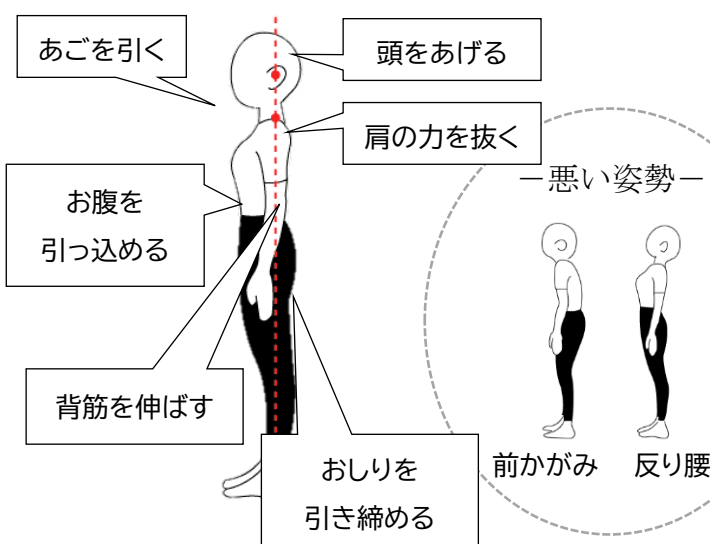 あごを引く
頭をあげる
肩の力を抜く
お腹を
引っ込める
背筋を伸ばす
おしりを
引き締める
－悪い姿勢－
前かがみ
反り腰